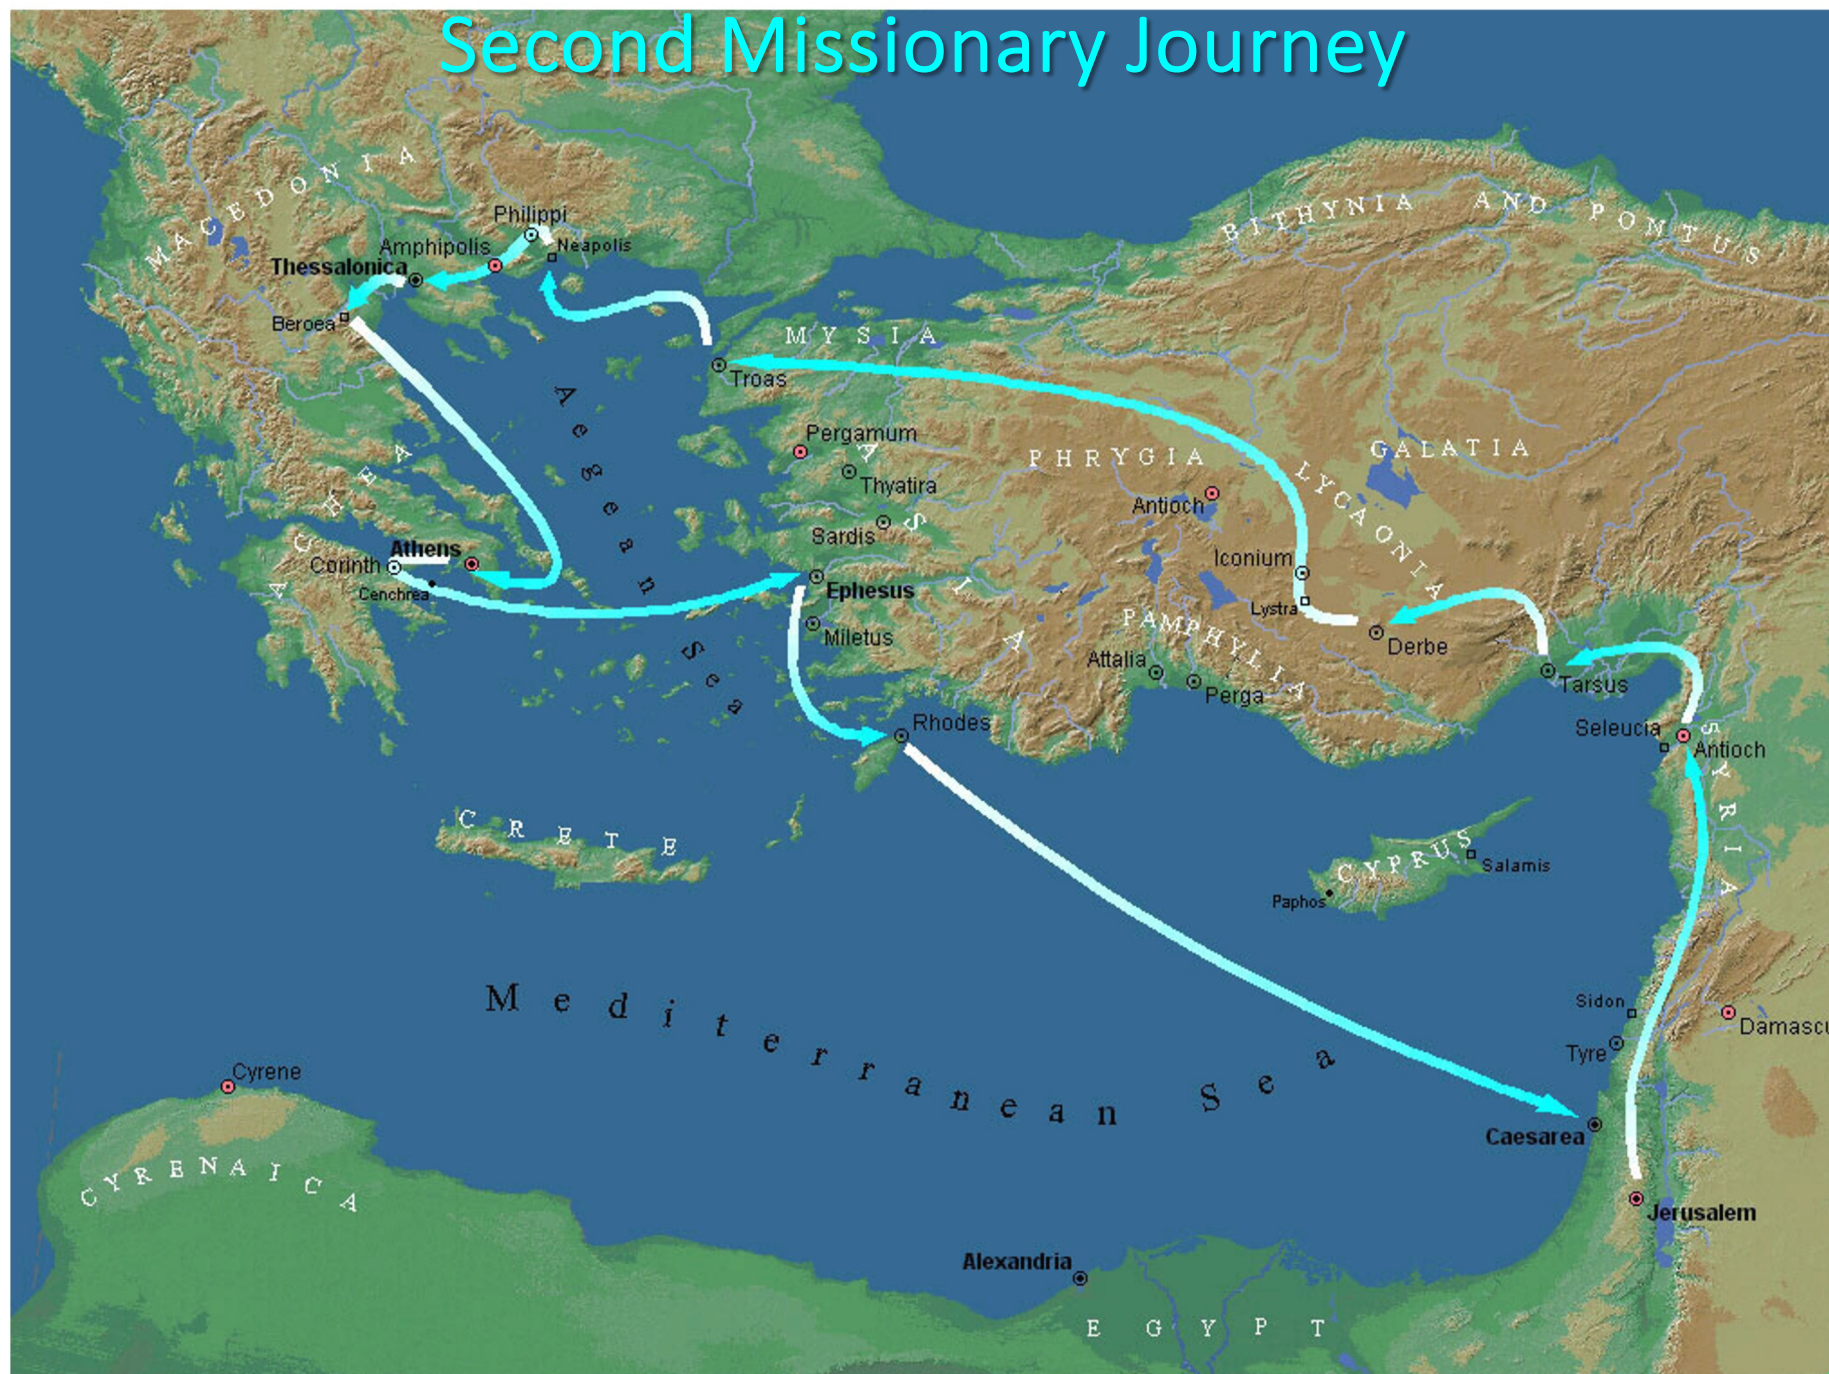 Second Missionary Journey
MACEDONIA
BITHYNIA AND PONTUS
Philippi
Neapolis
Amphipolis
Thessalonica
Beroea
MYSIA
Troas
Aegean Sea
Pergamum
Thyatira
ASIA
Sardis
PHRYGIA
Antioch
GALATIA
LYCAONIA
ACHEA
Athens
Corinth
Cenchrea
Ephesus
Miletus
Iconium
Lystra
Derbe
PAMPHYLIA
Attalia
Perga
Tarsus
Seleucia
Antioch
SYRIA
Rhodes
CRETE
CYPRUS
Salamis
Paphos
Mediterranean Sea
Sidon
Tyre
Damascu
Cyrene
CYRENAICA
Caesarea
Jerusalem
Alexandria
EGYPT